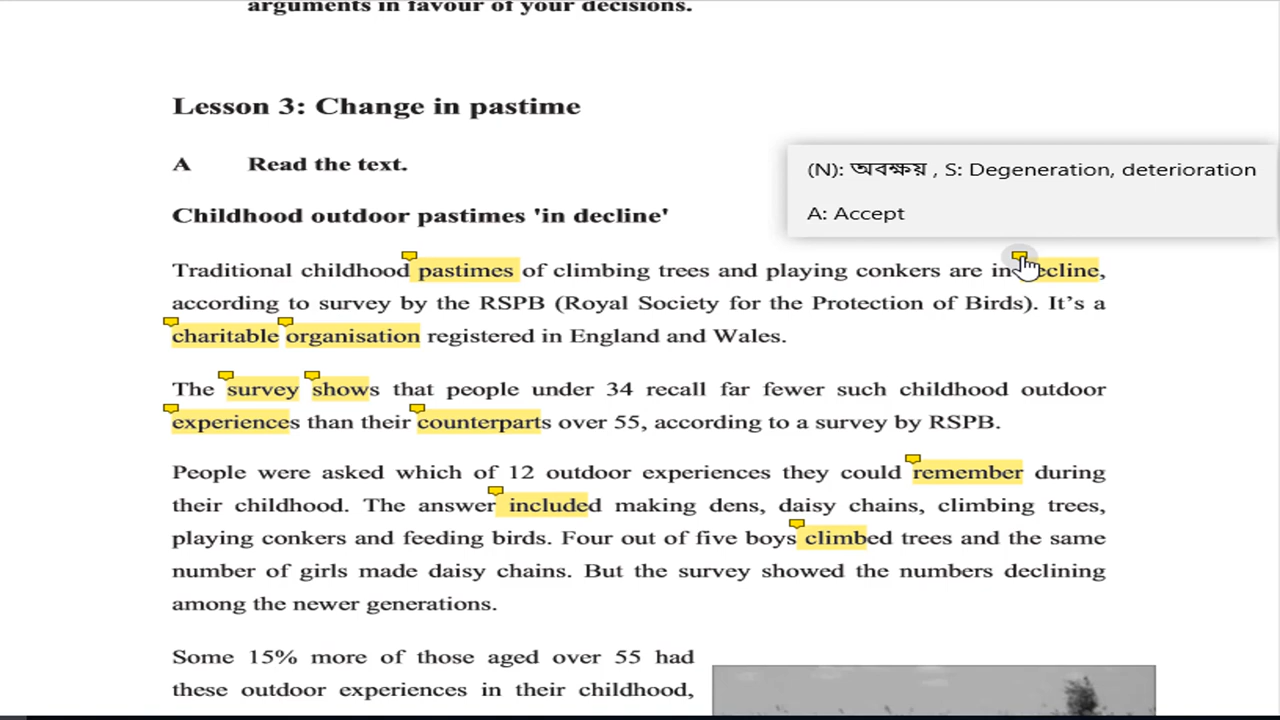 arguments in favour of your decisions.
Lesson 3: Change in pastime
A Read the text.
(N): অবক্ষয় , S: Degeneration, deterioration
A: Accept
Childhood outdoor pastimes 'in decline'
Traditional childhood pastimes of climbing trees and playing conkers are in ecline,
according to survey by the RSPB (Royal Society for the Protection of Birds). It’s a
charitable organisation registered in England and Wales.
The survey shows that people under 34 recall far fewer such childhood outdoor
experiences than their counterparts over 55, according to a survey by RSPB.
People were asked which of 12 outdoor experiences they could remember during
their childhood. The answer included making dens, daisy chains, climbing trees,
playing conkers and feeding birds. Four out of five boys climbed trees and the same
number of girls made daisy chains. But the survey showed the numbers declining
among the newer generations.
Some 15% more of those aged over 55 had
these outdoor experiences in their childhood,